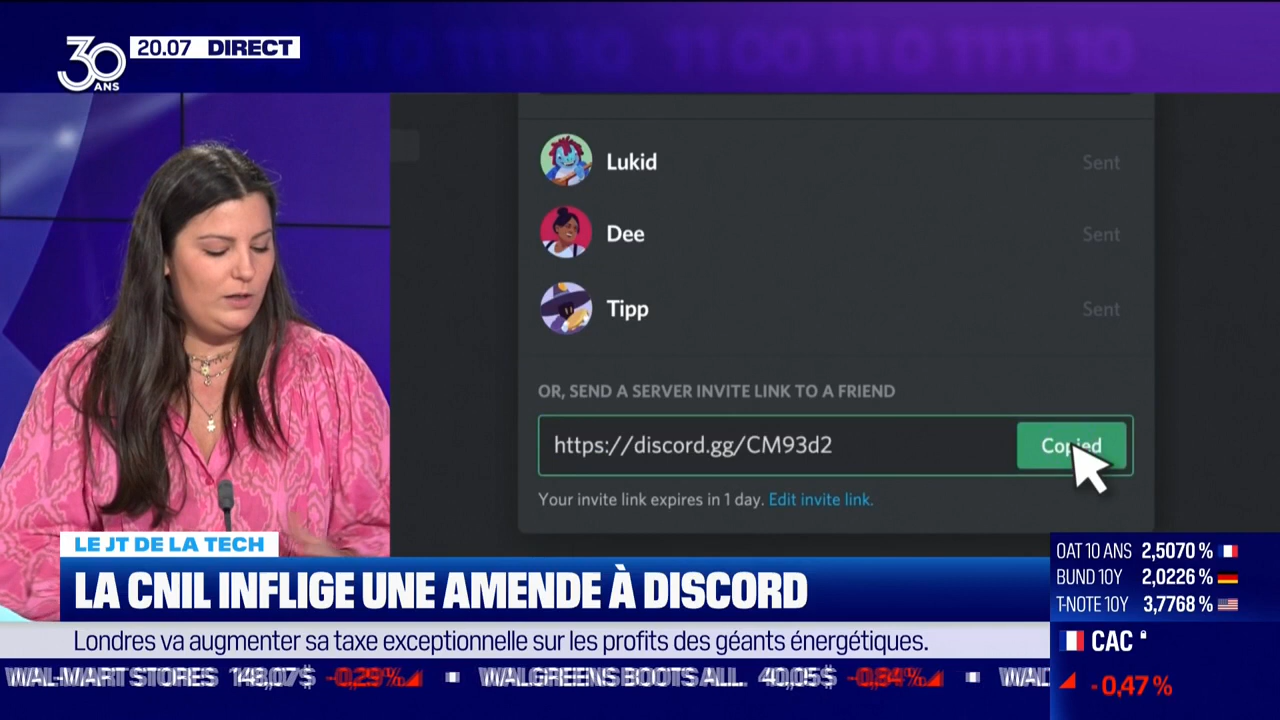 30 ANS
20.07 DIRECT
Lukid Sent
Dee Sent
Tipp Sent
OR, SEND A SERVER INVITE LINK TO A FRIEND
https://discord.gg/CM93d2 Copied
Your invite link expires in 1 day. Edit invite link.
LE JT DE LA TECH
LA CNIL INFLIGE UNE AMENDE À DISCORD
Londres va augmenter sa taxe exceptionnelle sur les profits des géants énergétiques.
WAL-MART STORES 148,07$ -0,29% WALGREENS BOOTS ALL. 40,05$ -0,84%
OAT 10 ANS 2,5070 %
BUND 10Y 2,0226 %
T-NOTE 10Y 3,7768 %
CAC
-0,47 %